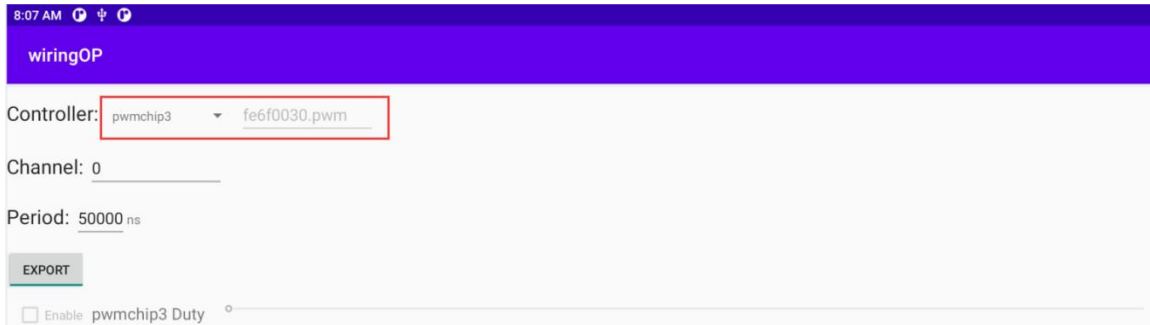 8:07 AM
wiringOP
Controller: pwmchip3 fe6f0030.pwm
Channel: 0
Period: 50000 ns
EXPORT
Enable pwmchip3 Duty